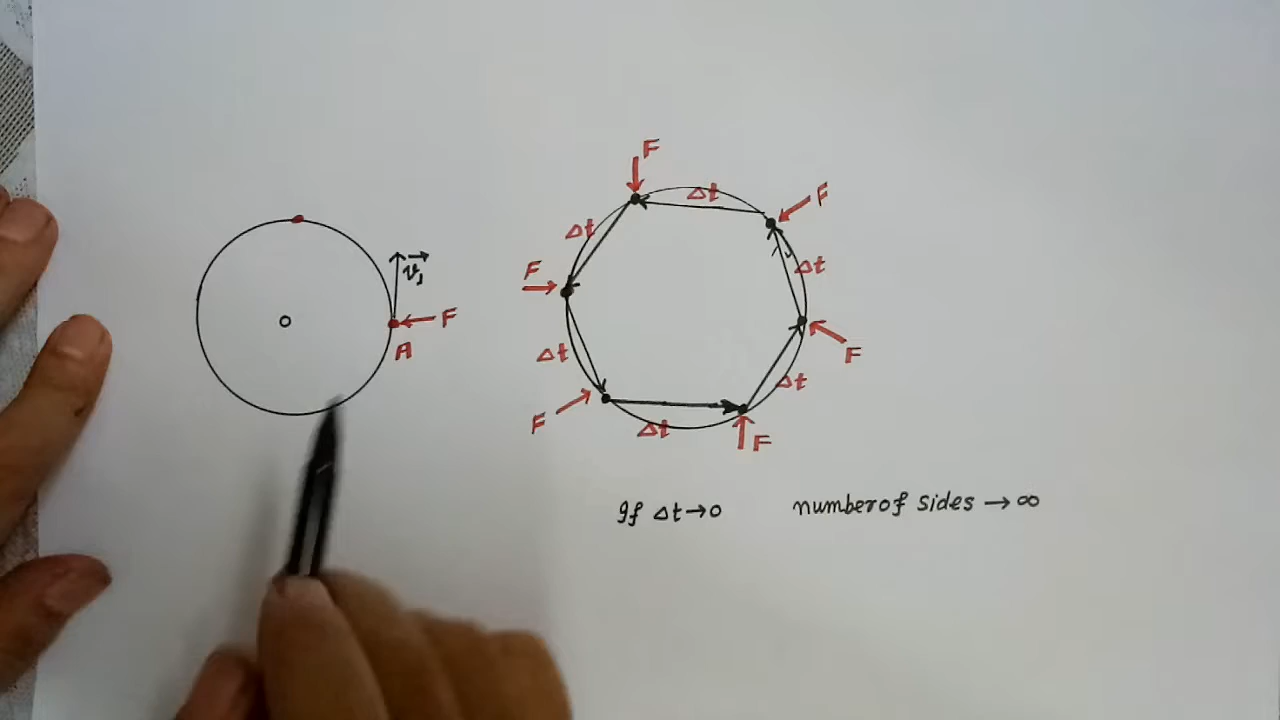 o
v₁
F
A
F
Δt
F
Δt
Δt
F
F
Δt
F
Δt
F
Δt
If Δt→0 number of sides → ∞